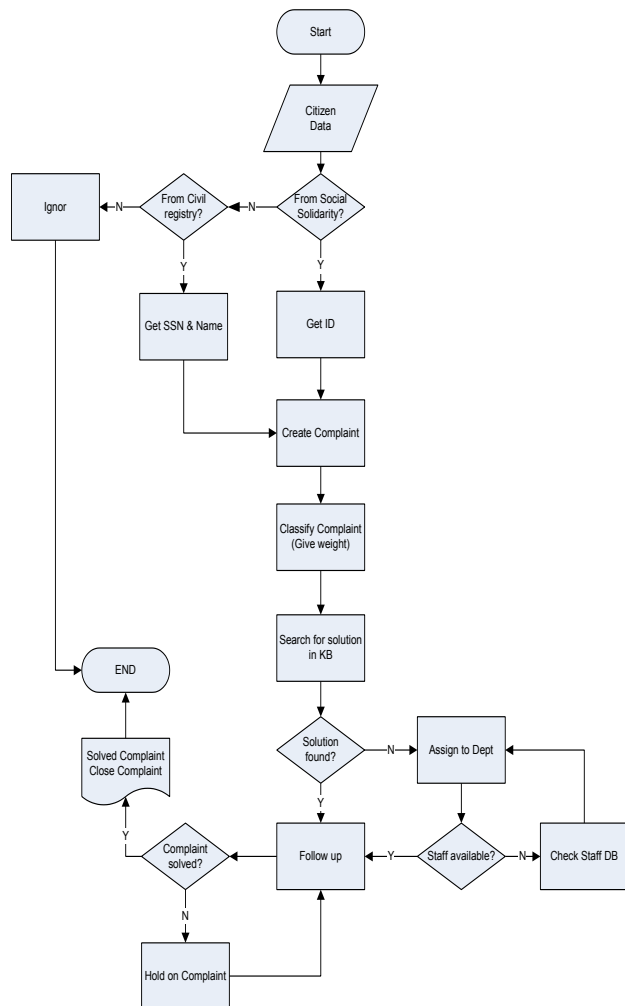 Start
Citizen
Data
From Social
Solidarity?
N
From Civil
registry?
N
Ignor
Y
Y
Get SSN & Name
Get ID
Create Complaint
Classify Complaint
(Give weight)
Search for solution
in KB
END
Solution
found?
N
Assign to Dept
Solved Complaint
Close Complaint
Y
Y
Complaint
solved?
Follow up
Y
Staff available?
N
Check Staff DB
N
Hold on Complaint